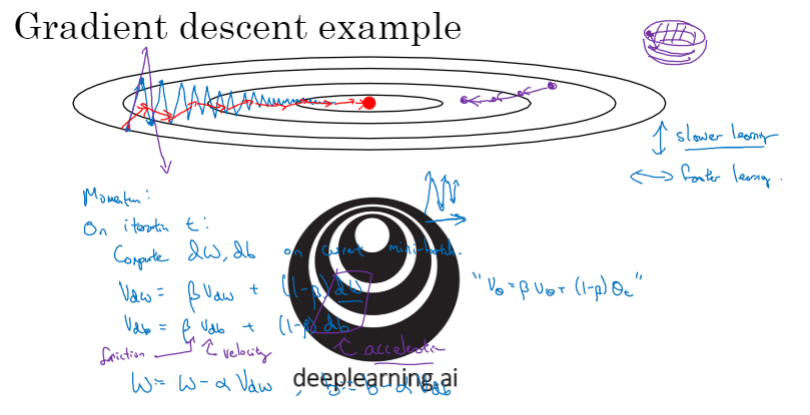 Gradient descent example
↕ slower learning
↔ faster learning.
Momentum:
On iteration t:
Compute dW, db on current mini-batch.
Vdw = β Vdw + (1-β) dW
Vdb = β Vdb + (1-β) db
"Vθ = β Vθ + (1-β) θt"
friction velocity acceleration
W = W - α Vdw , b = b - α Vdb
deeplearning.ai